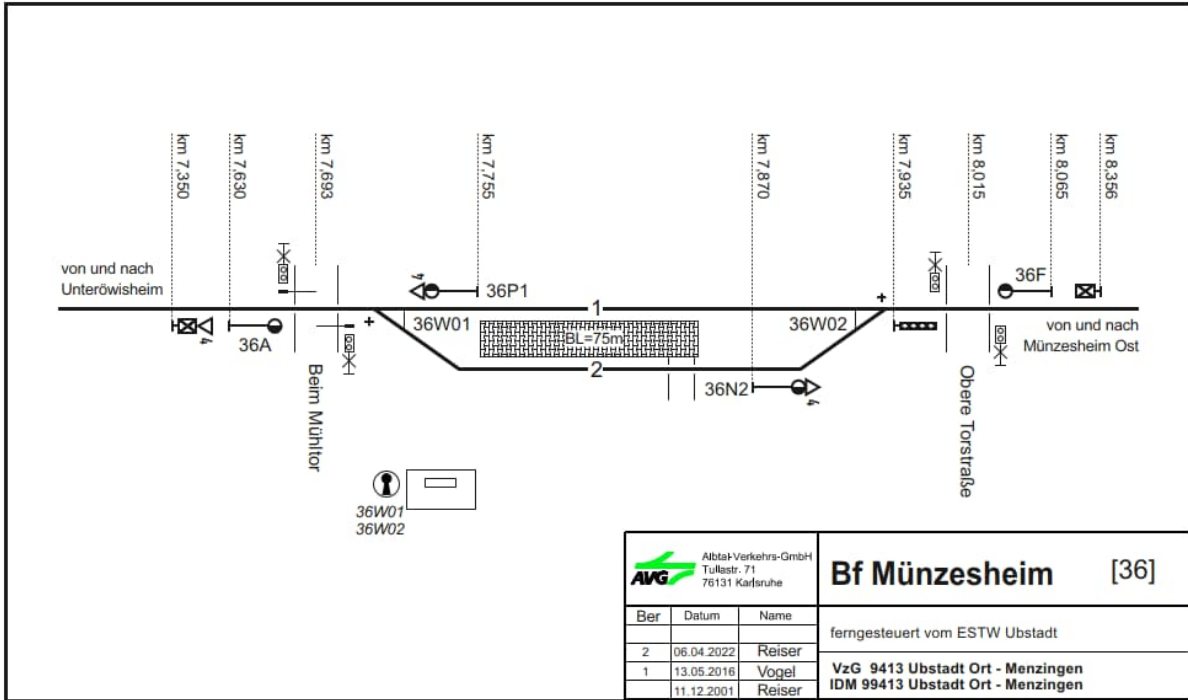 km 7,350
km 7,630
km 7,693
km 7,755
km 7,870
km 7,935
km 8,015
km 8,065
km 8,356
von und nach
Unteröwisheim
4
36P1
1
36F
4
36A
+
36W01
BL=75m
36W02
+
von und nach
Münzesheim Ost
2
36N2
4
Beim Mühltor
Obere Torstraße
36W01
36W02
AVG
Albtal-Verkehrs-GmbH
Tullastr. 71
76131 Karlsruhe
Bf Münzesheim [36]
Ber Datum Name
ferngesteuert vom ESTW Ubstadt
2 06.04.2022 Reiser
1 13.05.2016 Vogel
11.12.2001 Reiser
VzG 9413 Ubstadt Ort - Menzingen
IDM 99413 Ubstadt Ort - Menzingen